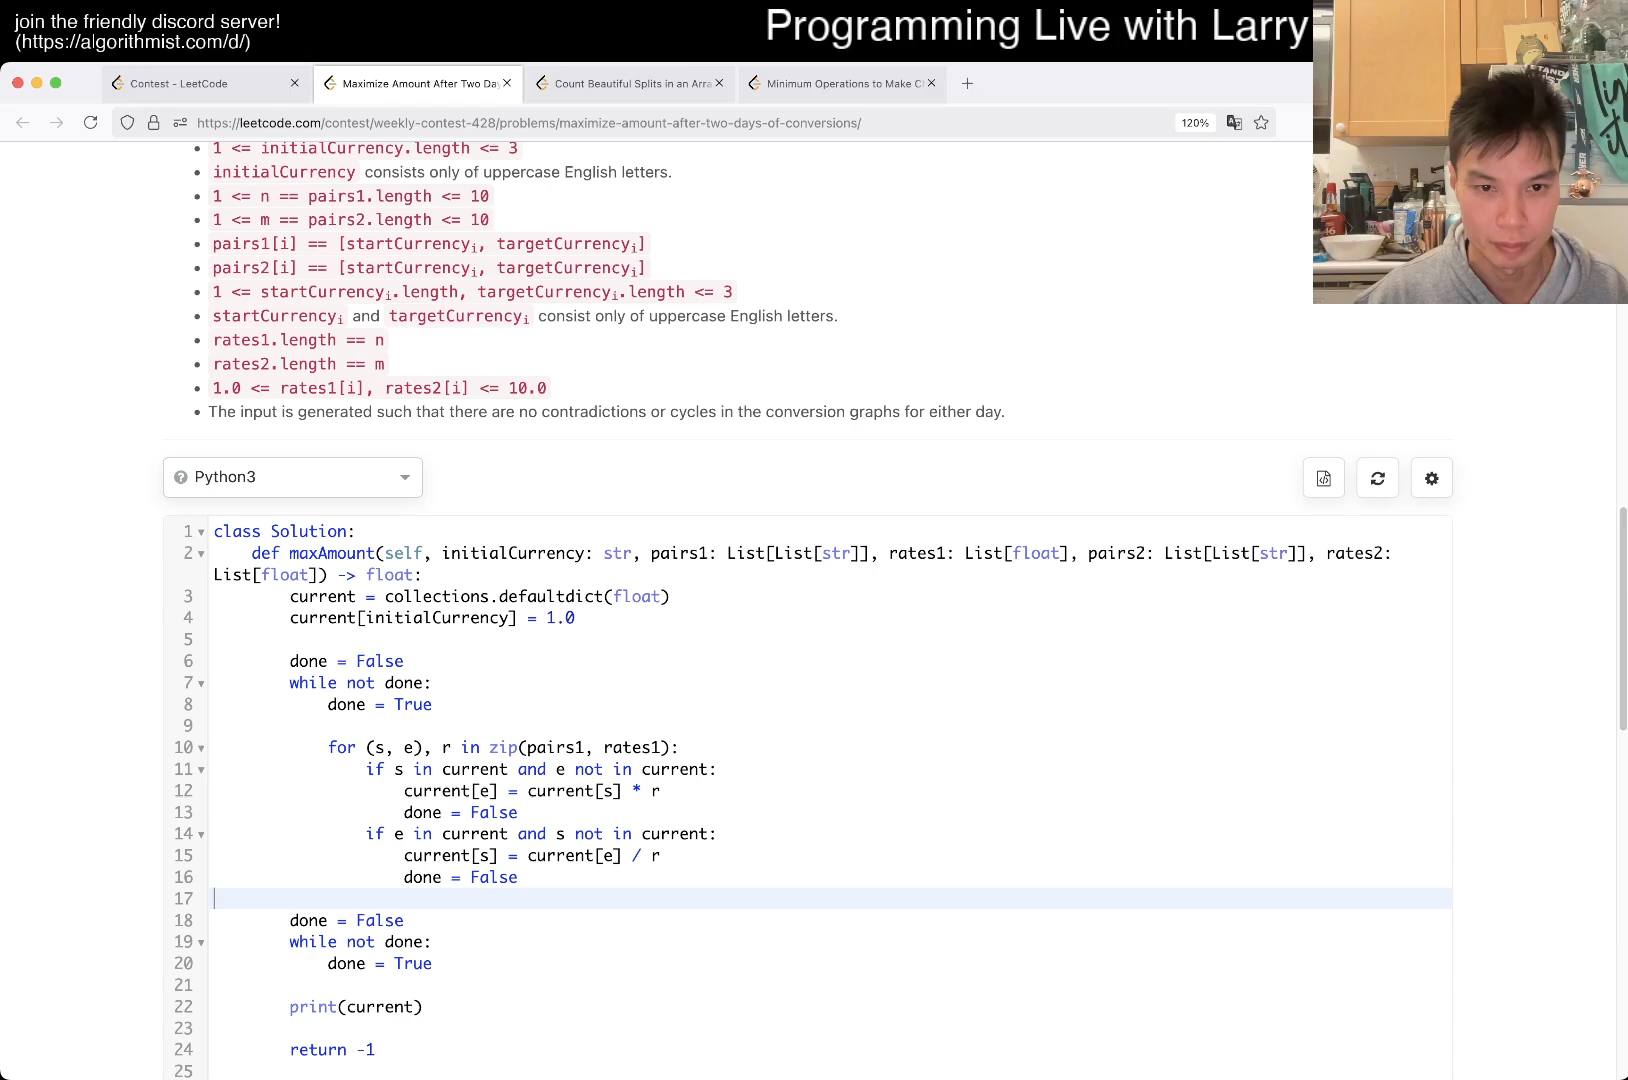 join the friendly discord server!
(https://algorithmist.com/d/)
Programming Live with Larry
Contest - LeetCode
Maximize Amount After Two Da
Count Beautiful Splits in an Arra
Minimum Operations to Make C
https://leetcode.com/contest/weekly-contest-428/problems/maximize-amount-after-two-days-of-conversions/
120%
1 <= initialCurrency.length <= 3
initialCurrency consists only of uppercase English letters.
1 <= n == pairs1.length <= 10
1 <= m == pairs2.length <= 10
pairs1[i] == [startCurrencyi, targetCurrencyi]
pairs2[i] == [startCurrencyi, targetCurrencyi]
1 <= startCurrencyi.length, targetCurrencyi.length <= 3
startCurrencyi and targetCurrencyi consist only of uppercase English letters.
rates1.length == n
rates2.length == m
1.0 <= rates1[i], rates2[i] <= 10.0
The input is generated such that there are no contradictions or cycles in the conversion graphs for either day.
Python3
1 class Solution:
2 def maxAmount(self, initialCurrency: str, pairs1: List[List[str]], rates1: List[float], pairs2: List[List[str]], rates2:
List[float]) -> float:
3 current = collections.defaultdict(float)
4 current[initialCurrency] = 1.0
5
6 done = False
7 while not done:
8 done = True
9
10 for (s, e), r in zip(pairs1, rates1):
11 if s in current and e not in current:
12 current[e] = current[s] * r
13 done = False
14 if e in current and s not in current:
15 current[s] = current[e] / r
16 done = False
17
18 done = False
19 while not done:
20 done = True
21
22 print(current)
23
24 return -1
25